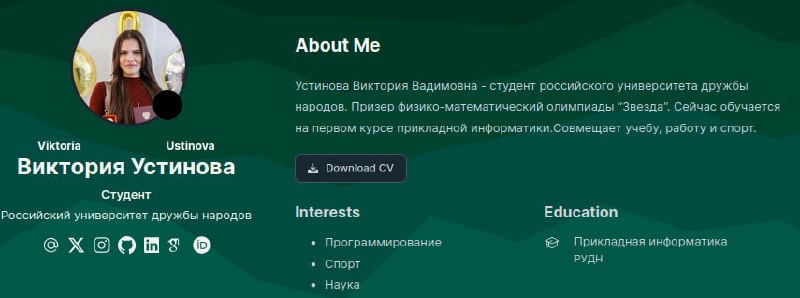 Viktoria Ustinova
Виктория Устинова
Студент
Российский университет дружбы народов
About Me
Устинова Виктория Вадимовна - студент российского университета дружбы
народов. Призер физико-математический олимпиады “Звезда”. Сейчас обучается
на первом курсе прикладной информатики.Совмещает учебу, работу и спорт.
Download CV
Interests
Программирование
Спорт
Наука
Education
Прикладная информатика
РУДН